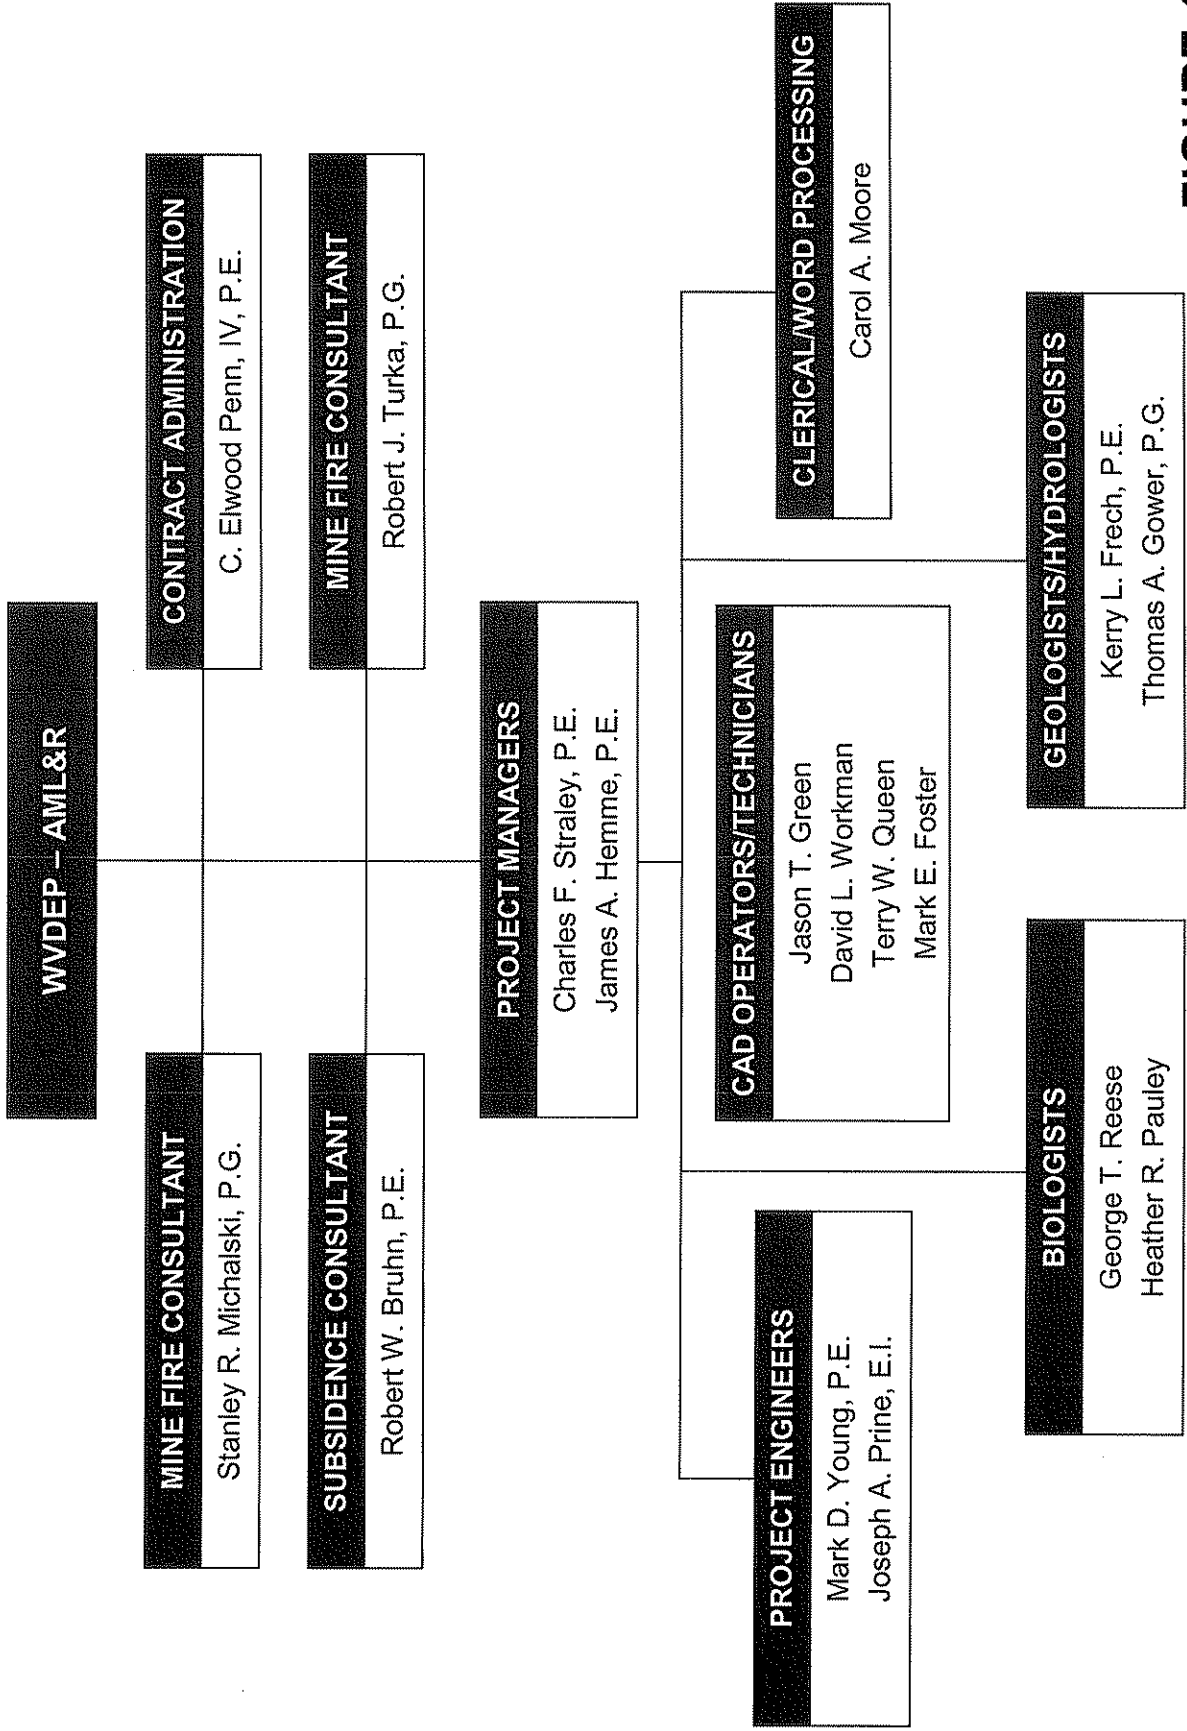 WVDEP – AML&R
MINE FIRE CONSULTANT
Stanley R. Michalski, P.G.
CONTRACT ADMINISTRATION
C. Elwood Penn, IV, P.E.
SUBSIDENCE CONSULTANT
Robert W. Bruhn, P.E.
MINE FIRE CONSULTANT
Robert J. Turka, P.G.
PROJECT MANAGERS
Charles F. Straley, P.E.
James A. Hemme, P.E.
PROJECT ENGINEERS
Mark D. Young, P.E.
Joseph A. Prine, E.I.
CAD OPERATORS/TECHNICIANS
Jason T. Green
David L. Workman
Terry W. Queen
Mark E. Foster
CLERICAL/WORD PROCESSING
Carol A. Moore
BIOLOGISTS
George T. Reese
Heather R. Pauley
GEOLOGISTS/HYDROLOGISTS
Kerry L. Frech, P.E.
Thomas A. Gower, P.G.
FIGURE